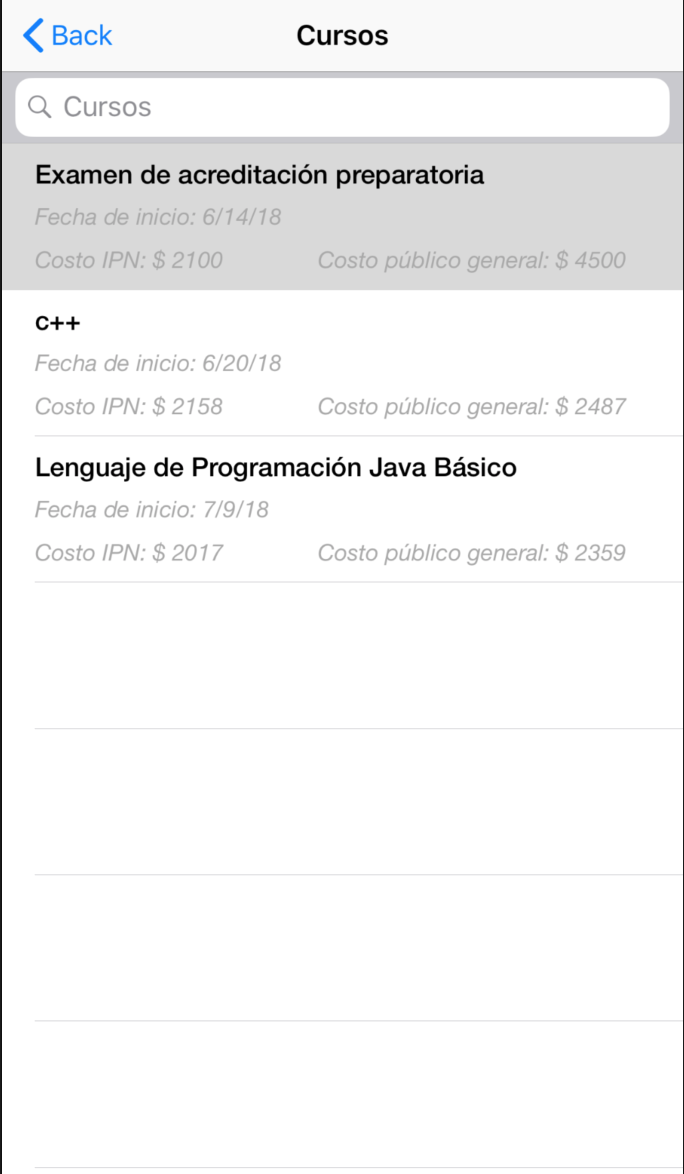 Back
Cursos
Cursos
Examen de acreditación preparatoria
Fecha de inicio: 6/14/18
Costo IPN: $ 2100 Costo público general: $ 4500
c++
Fecha de inicio: 6/20/18
Costo IPN: $ 2158 Costo público general: $ 2487
Lenguaje de Programación Java Básico
Fecha de inicio: 7/9/18
Costo IPN: $ 2017 Costo público general: $ 2359